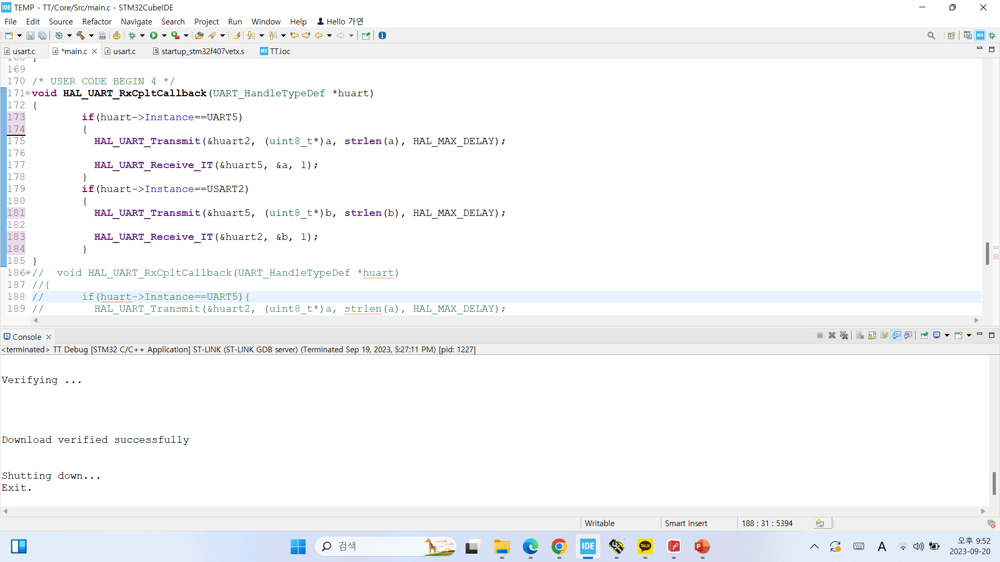 IDE TEMP - TT/Core/Src/main.c - STM32CubeIDE
File Edit Source Refactor Navigate Search Project Run Window Help Hello 가연
usart.c *main.c usart.c startup_stm32f407vetx.s MX TT.ioc
169
170 /* USER CODE BEGIN 4 */
171 void HAL_UART_RxCpltCallback(UART_HandleTypeDef *huart)
172 {
173 if(huart->Instance==UART5)
174 {
175 HAL_UART_Transmit(&huart2, (uint8_t*)a, strlen(a), HAL_MAX_DELAY);
176
177 HAL_UART_Receive_IT(&huart5, &a, 1);
178 }
179 if(huart->Instance==USART2)
180 {
181 HAL_UART_Transmit(&huart5, (uint8_t*)b, strlen(b), HAL_MAX_DELAY);
182
183 HAL_UART_Receive_IT(&huart2, &b, 1);
184 }
185 }
186 // void HAL_UART_RxCpltCallback(UART_HandleTypeDef *huart)
187 //{
188 // if(huart->Instance==UART5){
189 // HAL_UART_Transmit(&huart2, (uint8_t*)a, strlen(a), HAL_MAX_DELAY);
Console
<terminated> TT Debug [STM32 C/C++ Application] ST-LINK (ST-LINK GDB server) (Terminated Sep 19, 2023, 5:27:11 PM) [pid: 1227]
Verifying ...
Download verified successfully
Shutting down...
Exit.
Writable Smart Insert 188 : 31 : 5394
검색 IDE TALK A 오후 9:52
2023-09-20